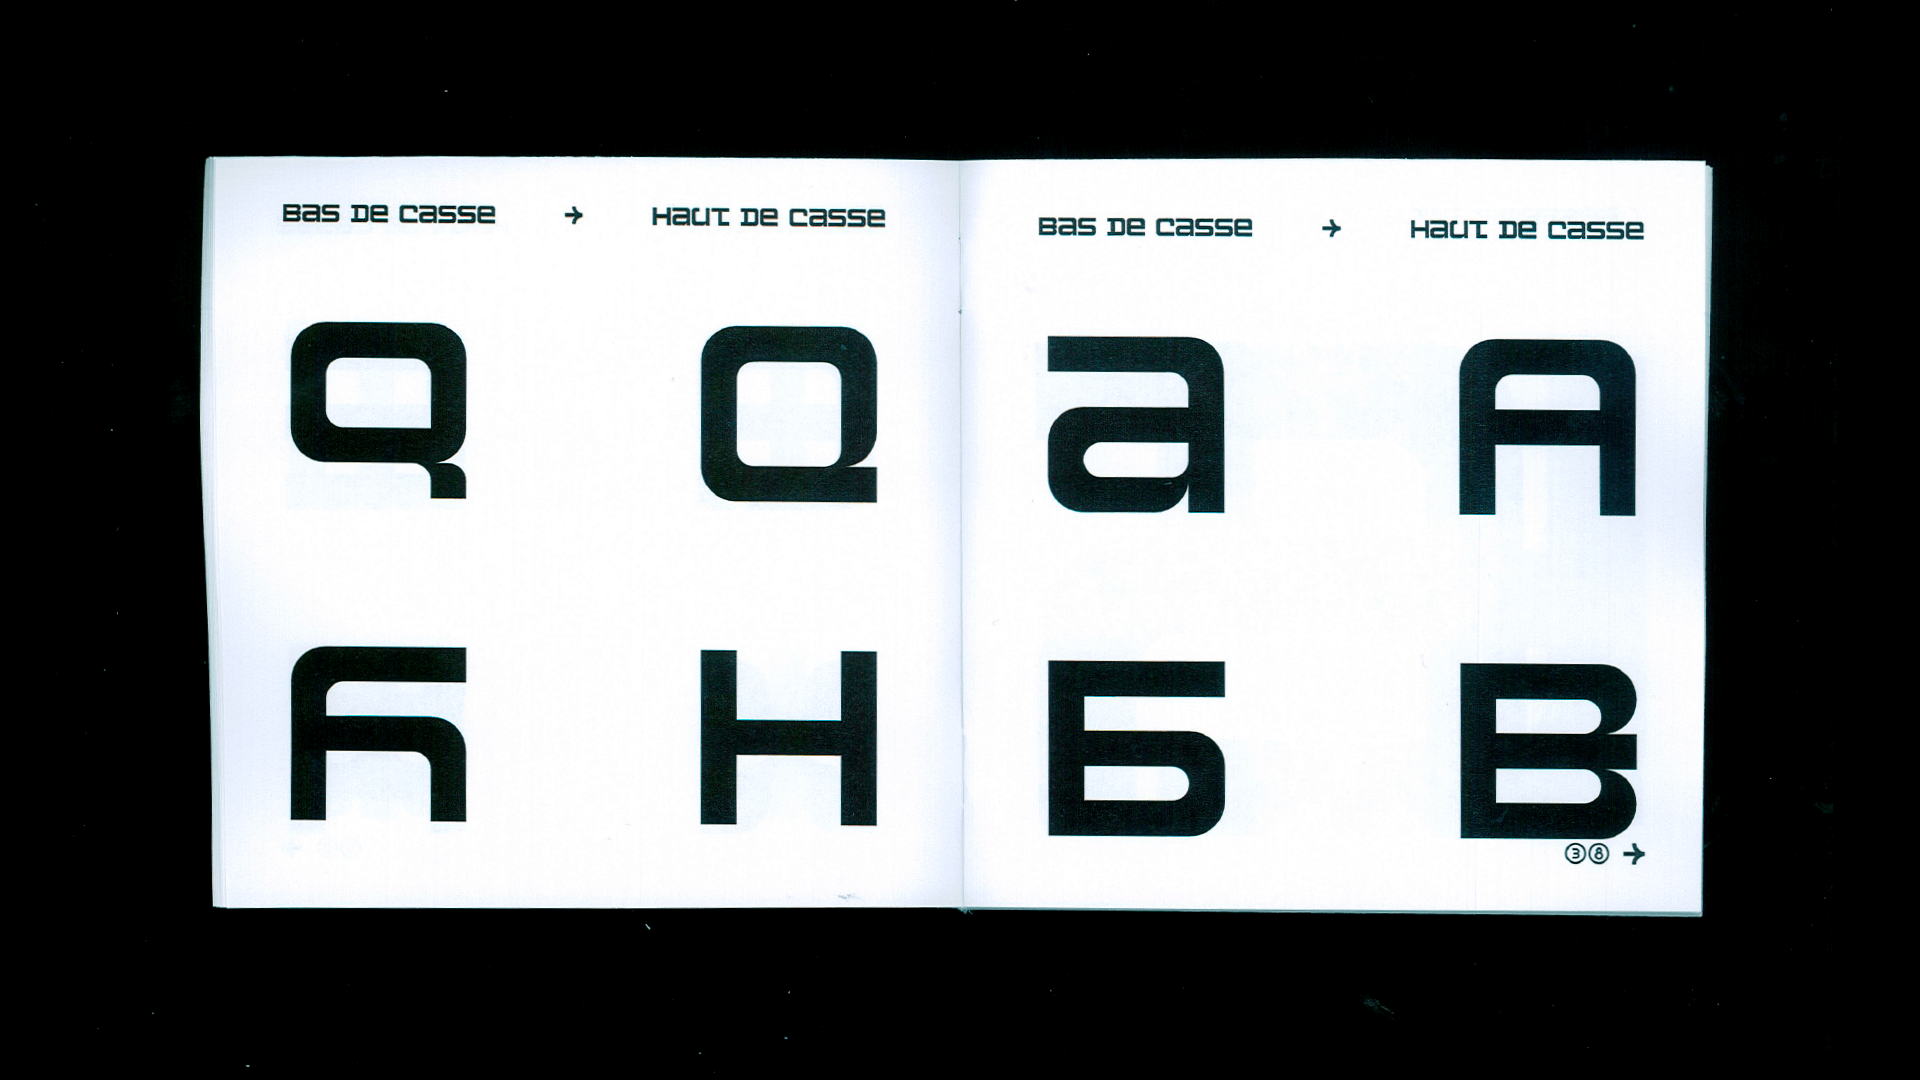 Bas De casse → Haut De casse
q Q
h H
Bas De casse → Haut De casse
a A
Б B
38 →